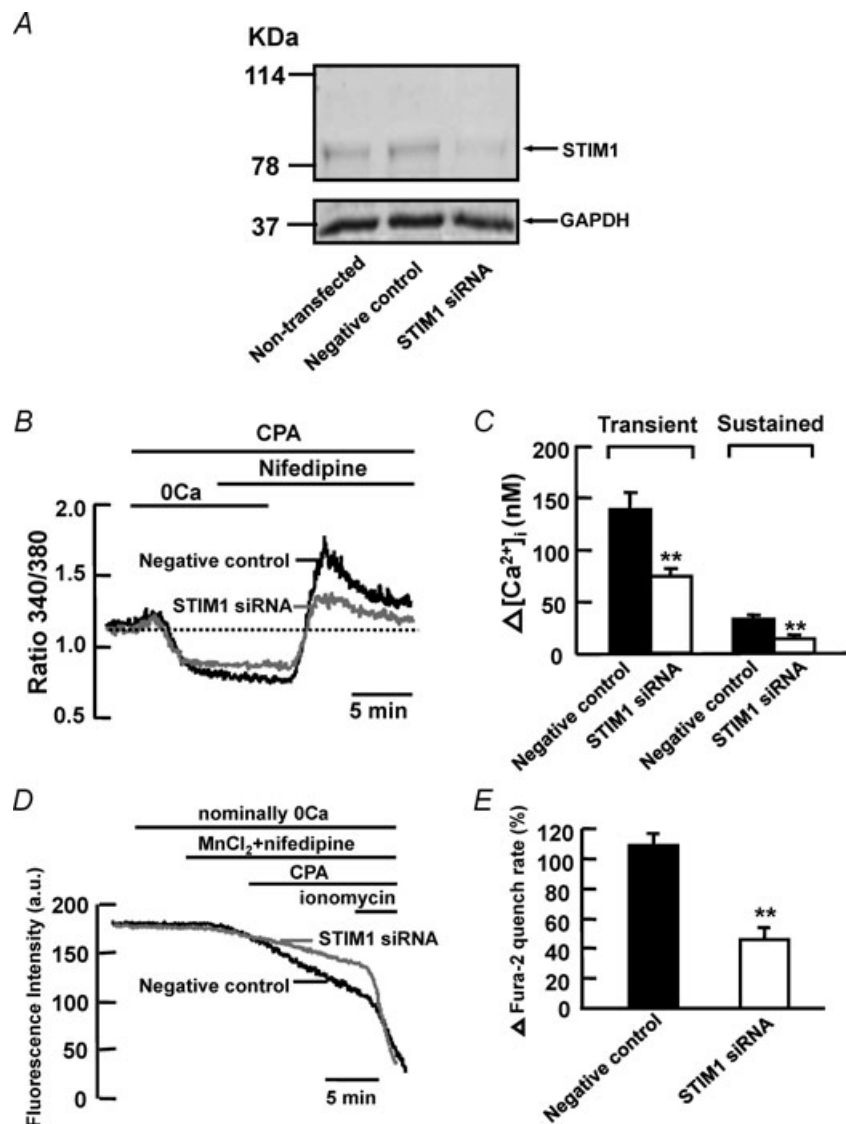 A
KDa
114
78
STIM1
37
GAPDH
Non-transfected
Negative control
STIM1 siRNA
B
CPA
Nifedipine
0Ca
Ratio 340/380
2.0
1.5
1.0
0.5
Negative control
STIM1 siRNA
5 min
C
Transient
Sustained
Δ[Ca²⁺]ᵢ (nM)
200
150
100
50
0
**
**
Negative control
STIM1 siRNA
Negative control
STIM1 siRNA
D
nominally 0Ca
MnCl₂+nifedipine
CPA
ionomycin
Fluorescence Intensity (a.u.)
200
150
100
50
0
STIM1 siRNA
Negative control
5 min
E
Δ Fura-2 quench rate (%)
120
100
80
60
40
20
0
**
Negative control
STIM1 siRNA